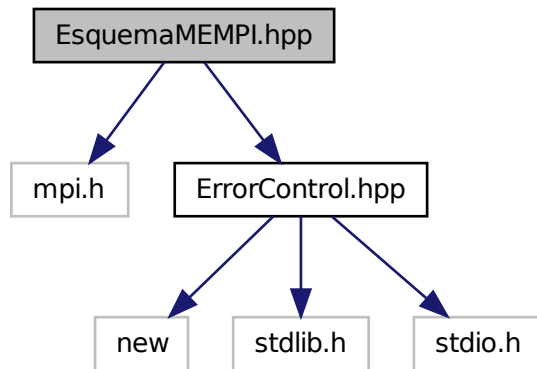 EsquemaMEMPI.hpp
mpi.h
ErrorControl.hpp
new
stdlib.h
stdio.h